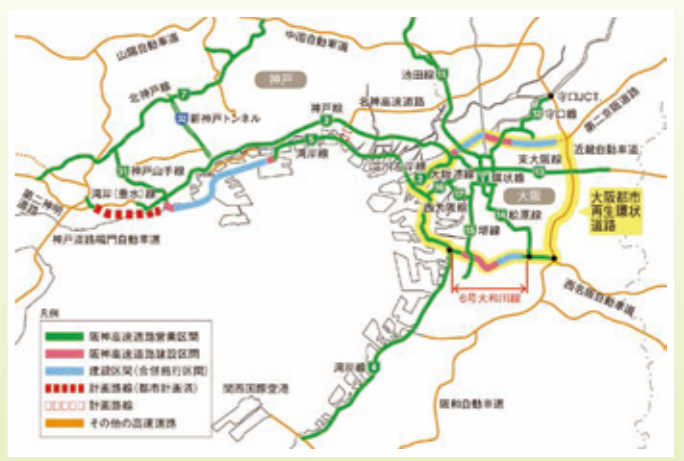 山陽自動車道
中国自動車道
池田線
11
守口JCT.
神戸
北神戸線
7
32
新神戸トンネル
神戸線
3
名神高速道路
12
守口線
第二京阪道路
5
湾岸線
東大阪線
近畿自動車道
13
31
神戸山手線
環状線
大阪
湾岸(垂水)線
松原線
14
大阪都市
再生環状
道路
第二神明
道路
堺線
15
神戸淡路鳴門自動車道
6号大和川線
西名阪自動車道
凡例
阪神高速道路営業区間
阪神高速道路建設区間
建設区間(合併施行区間)
計画路線(都市計画済)
計画路線
その他の高速道路
湾岸線
4
関西国際空港
阪和自動車道